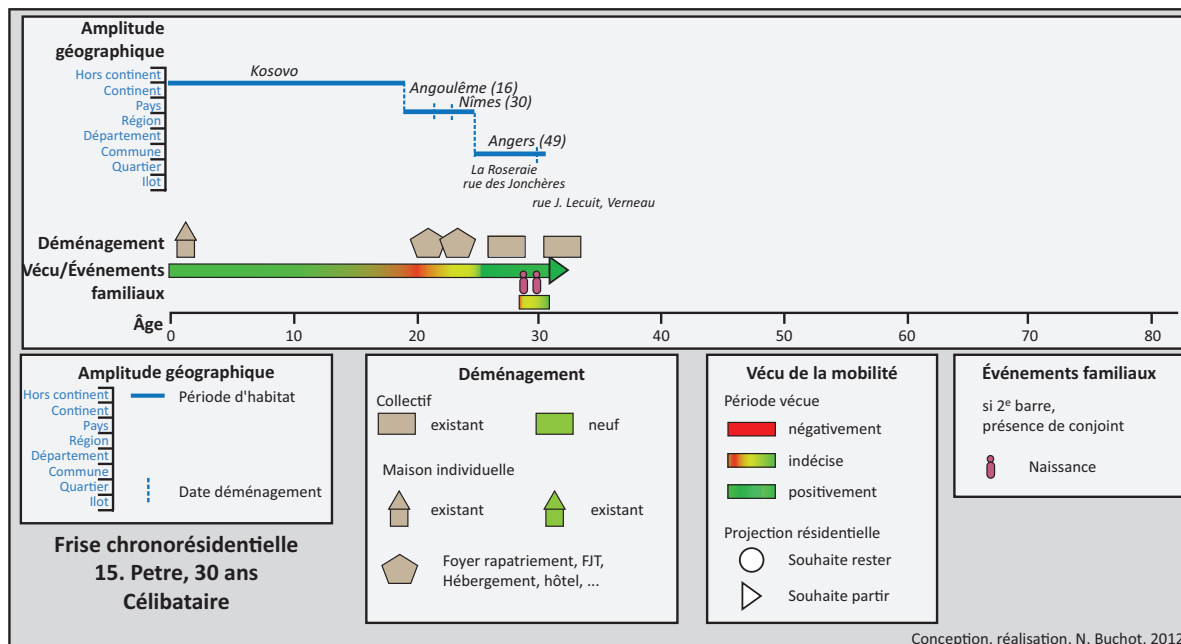 Amplitude
géographique
Hors continent
Continent
Pays
Région
Département
Commune
Quartier
Ilot
Kosovo
Angoulême (16)
Nîmes (30)
Angers (49)
La Roseraie
rue des Jonchères
rue J. Lecuit, Verneau
Déménagement
Vécu/Événements
familiaux
Âge
0 10 20 30 40 50 60 70 80
Amplitude géographique
Hors continent
Continent
Pays
Région
Département
Commune
Quartier
Ilot
Période d'habitat
Date déménagement
Frise chronorésidentielle
15. Petre, 30 ans
Célibataire
Déménagement
Collectif
existant neuf
Maison individuelle
existant existant
Foyer rapatriement, FJT,
Hébergement, hôtel, ...
Vécu de la mobilité
Période vécue
négativement
indécise
positivement
Projection résidentielle
Souhaite rester
Souhaite partir
Événements familiaux
si 2e barre,
présence de conjoint
Naissance
Conception, réalisation, N. Buchot, 2012